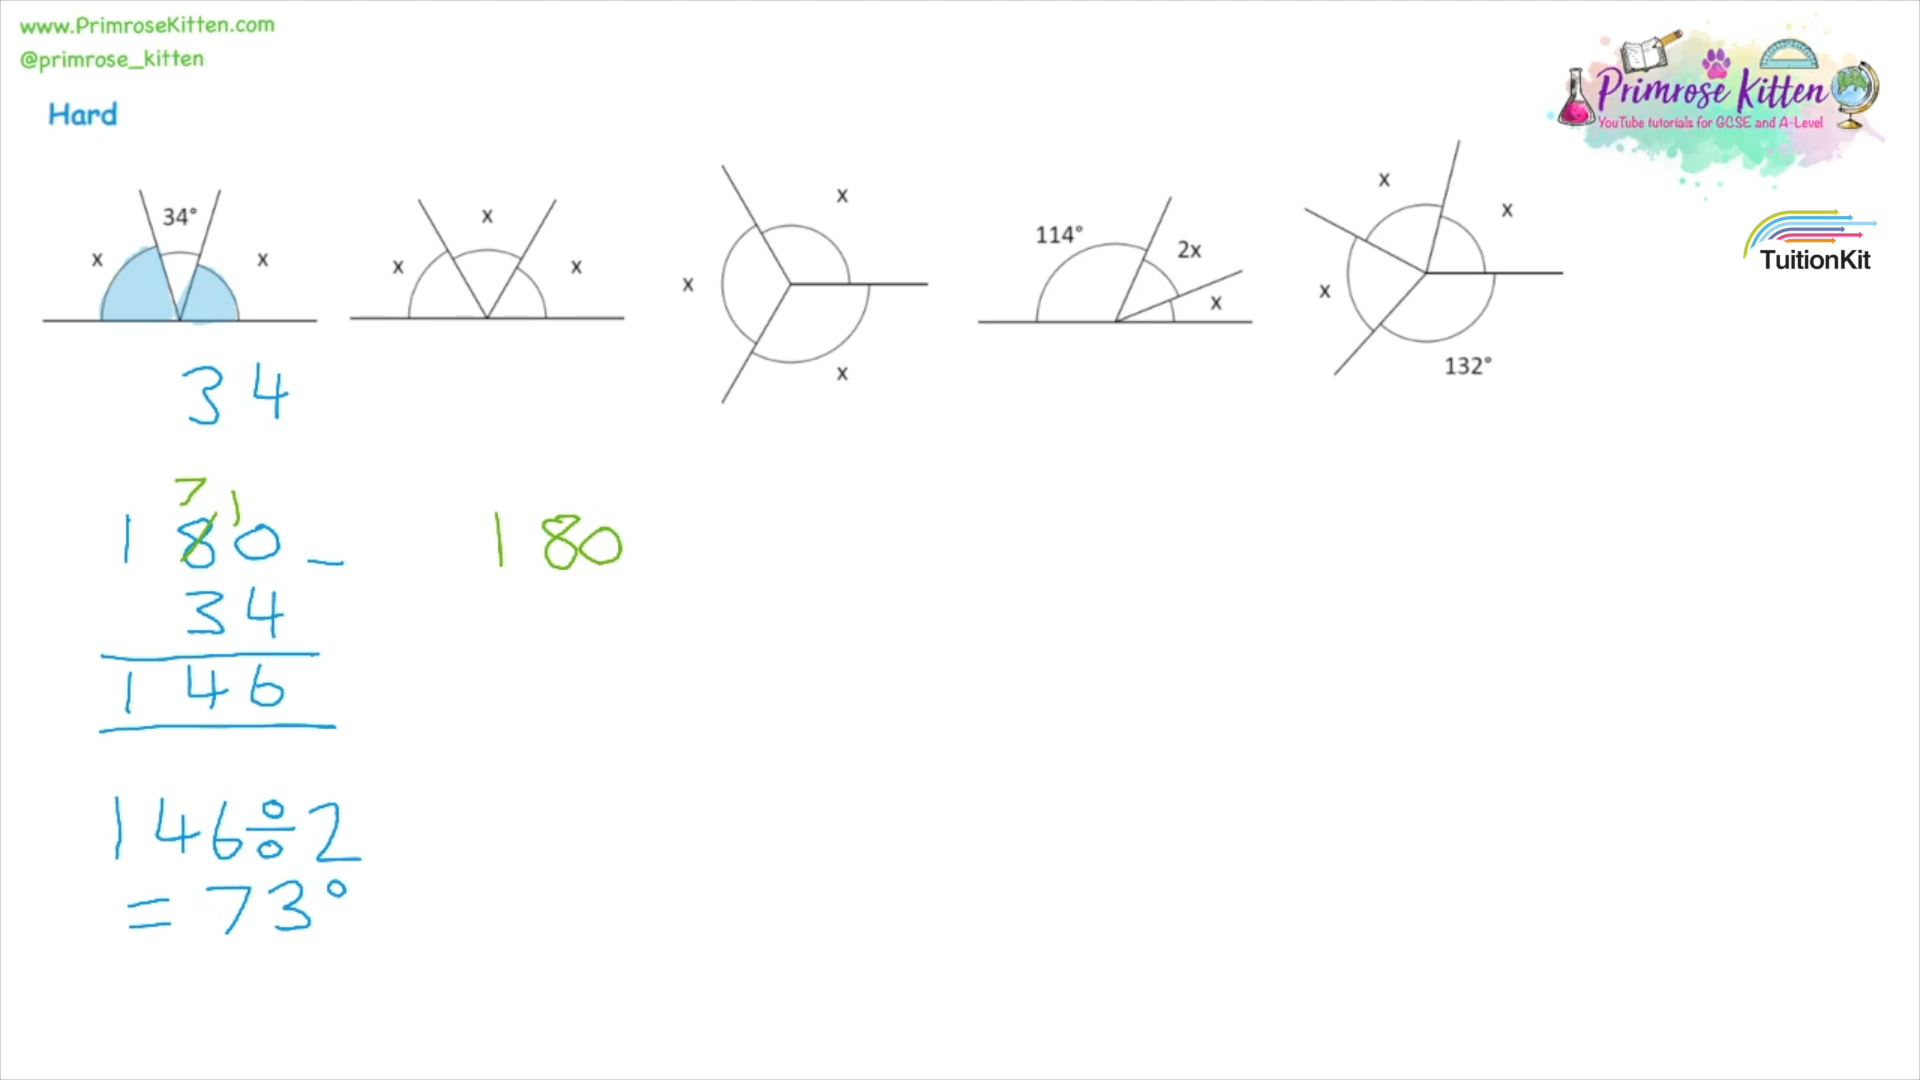 www.PrimroseKitten.com
@primrose_kitten
Hard
Primrose Kitten
YouTube tutorials for GCSE and A-Level
TuitionKit
34°
x
x
x
x
x
x
x
x
114°
2x
x
x
x
x
132°
34
7 1
180 -
34
146
146÷2
=73°
180